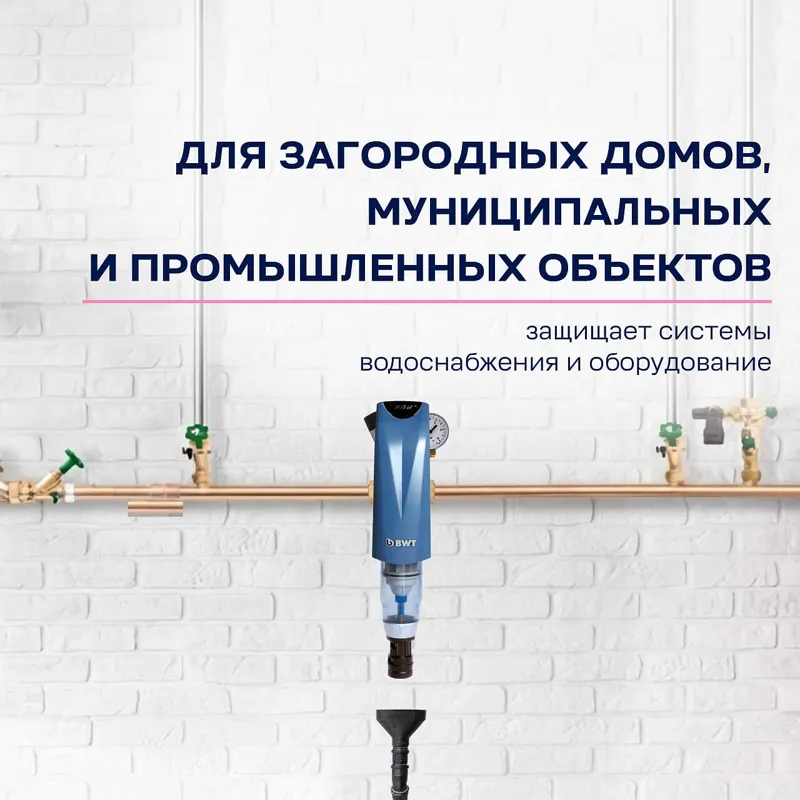 ДЛЯ ЗАГОРОДНЫХ ДОМОВ,
МУНИЦИПАЛЬНЫХ
И ПРОМЫШЛЕННЫХ ОБЪЕКТОВ
защищает системы
водоснабжения и оборудование
BWT